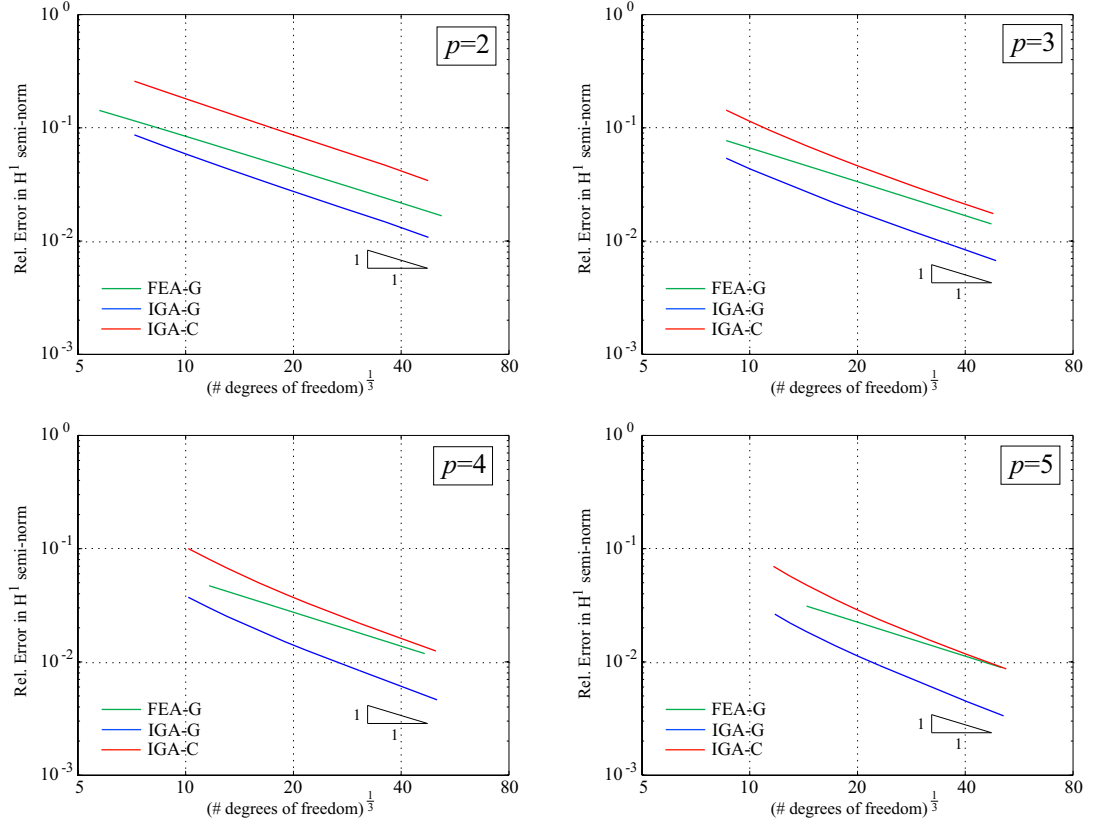 p=2
10^0
10^-1
10^-2
10^-3
Rel. Error in H^1 semi-norm
FEA-G
IGA-G
IGA-C
1
1
5 10 20 40 80
(# degrees of freedom)^1/3
p=3
10^0
10^-1
10^-2
10^-3
Rel. Error in H^1 semi-norm
FEA-G
IGA-G
IGA-C
1
1
5 10 20 40 80
(# degrees of freedom)^1/3
p=4
10^0
10^-1
10^-2
10^-3
Rel. Error in H^1 semi-norm
FEA-G
IGA-G
IGA-C
1
1
5 10 20 40 80
(# degrees of freedom)^1/3
p=5
10^0
10^-1
10^-2
10^-3
Rel. Error in H^1 semi-norm
FEA-G
IGA-G
IGA-C
1
1
5 10 20 40 80
(# degrees of freedom)^1/3